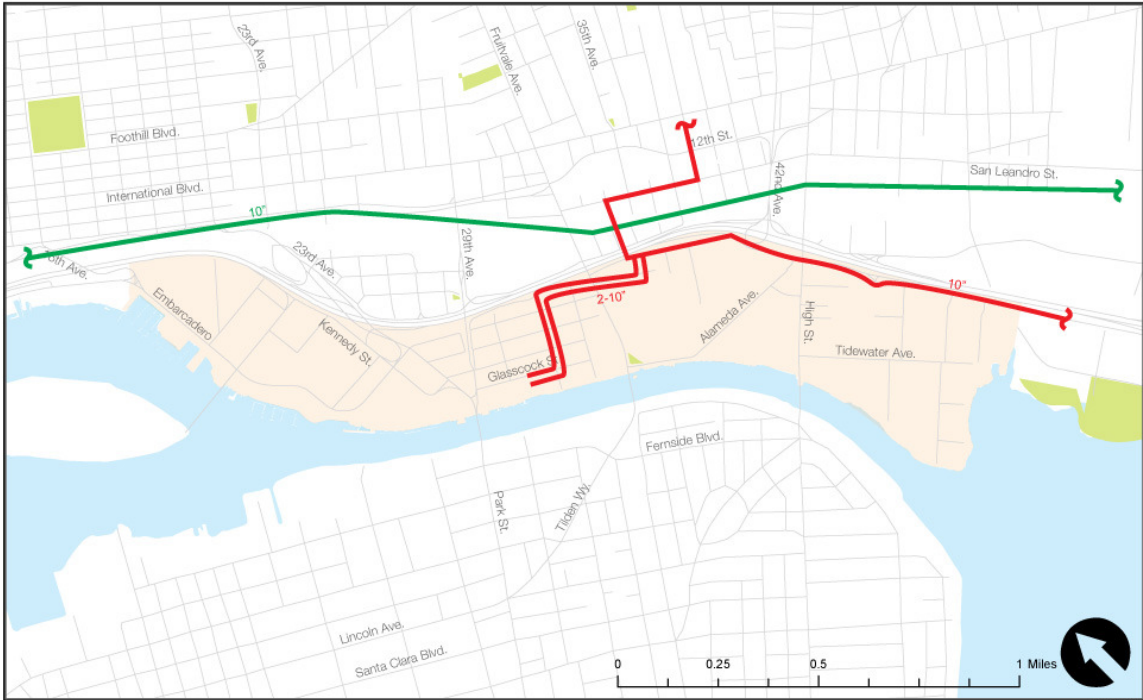 23rd Ave.
Fruitvale Ave.
35th Ave.
Foothill Blvd.
12th St.
International Blvd.
42nd Ave.
San Leandro St.
10"
29th Ave.
23rd Ave.
Embarcadero
Kennedy St.
2-10"
10"
Alameda Ave.
High St.
Glasscock
Tidewater Ave.
Fernside Blvd.
Park St.
Tilden Wy.
Lincoln Ave.
Santa Clara Blvd.
0 0.25 0.5 1 Miles